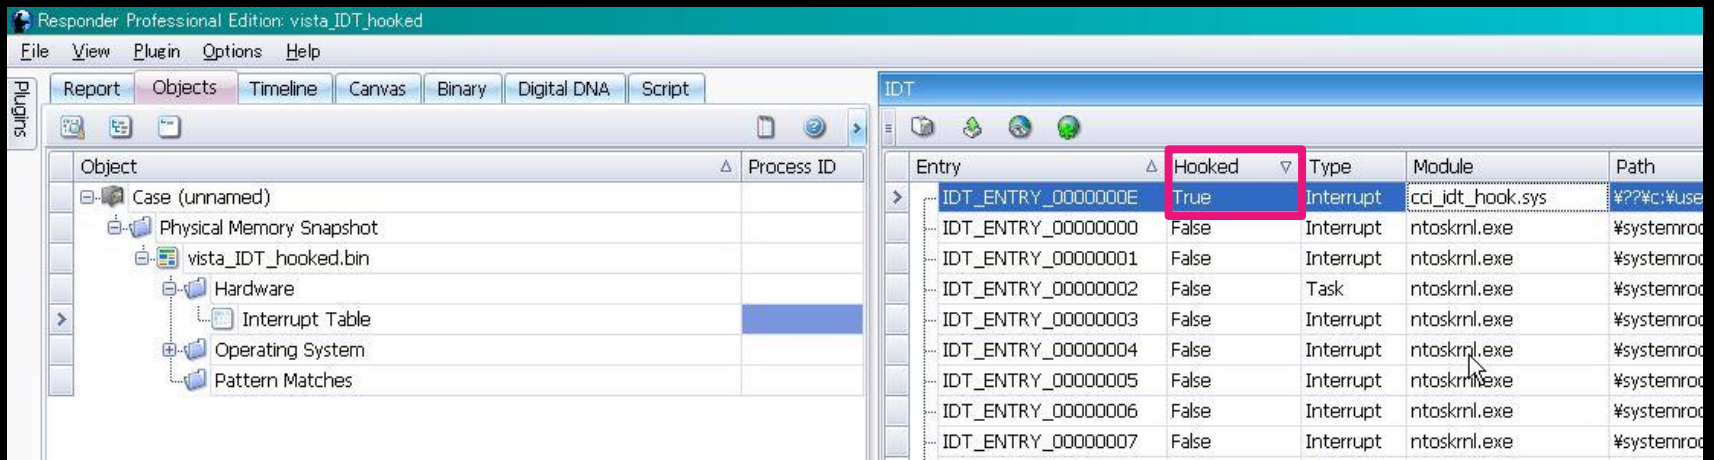 Responder Professional Edition: vista_IDT_hooked
File View Plugin Options Help
Plugins
Report Objects Timeline Canvas Binary Digital DNA Script
IDT
Object Process ID
Entry Hooked Type Module Path
Case (unnamed)
IDT_ENTRY_0000000E True Interrupt cci_idt_hook.sys ¥??¥c:¥use
Physical Memory Snapshot
IDT_ENTRY_00000000 False Interrupt ntoskrnl.exe ¥systemroo
vista_IDT_hooked.bin
IDT_ENTRY_00000001 False Interrupt ntoskrnl.exe ¥systemroo
Hardware
IDT_ENTRY_00000002 False Task ntoskrnl.exe ¥systemroo
Interrupt Table
IDT_ENTRY_00000003 False Interrupt ntoskrnl.exe ¥systemroo
Operating System
IDT_ENTRY_00000004 False Interrupt ntoskrnl.exe ¥systemroo
Pattern Matches
IDT_ENTRY_00000005 False Interrupt ntoskrnl.exe ¥systemroo
IDT_ENTRY_00000006 False Interrupt ntoskrnl.exe ¥systemroo
IDT_ENTRY_00000007 False Interrupt ntoskrnl.exe ¥systemroo